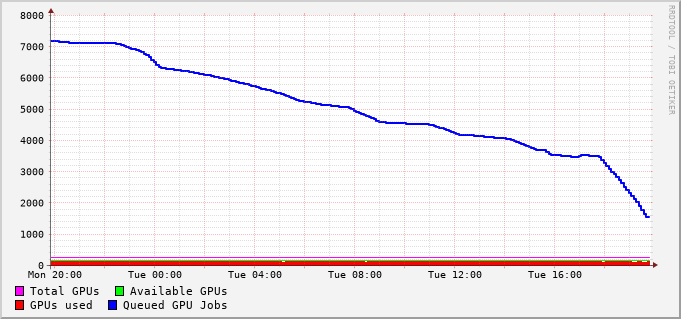 8000
7000
6000
5000
4000
3000
2000
1000
0
Mon 20:00 Tue 00:00 Tue 04:00 Tue 08:00 Tue 12:00 Tue 16:00
Total GPUs Available GPUs
GPUs used Queued GPU Jobs
RRDTOOL / TOBI OETIKER